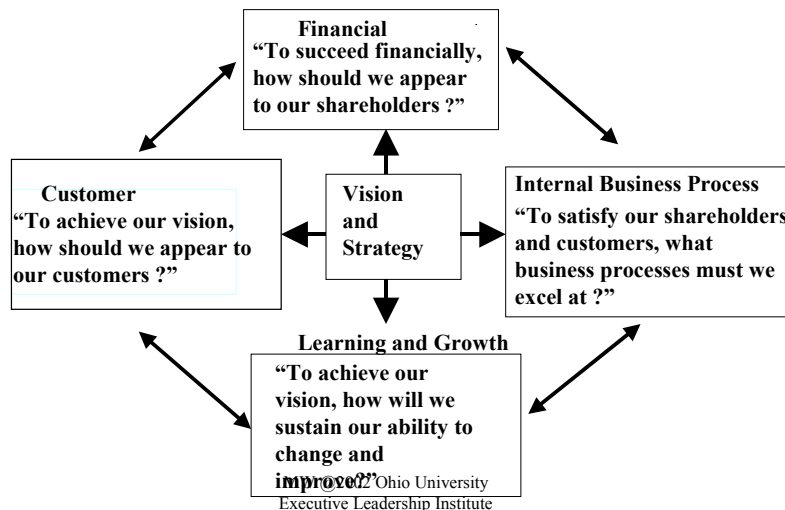 Financial
“To succeed financially,
how should we appear
to our shareholders ?”
Customer
“To achieve our vision,
how should we appear to
our customers ?”
Vision
and
Strategy
Internal Business Process
“To satisfy our shareholders
and customers, what
business processes must we
excel at ?”
Learning and Growth
“To achieve our
vision, how will we
sustain our ability to
change and
improve?”
©2002 Ohio University
Executive Leadership Institute